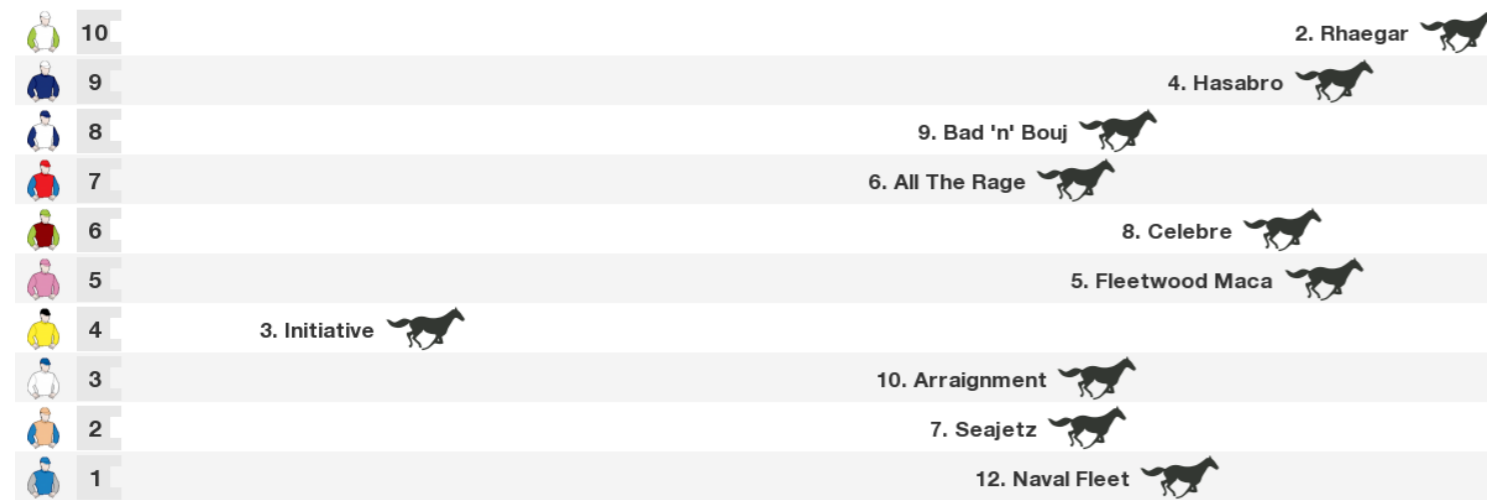 10 2. Rhaegar
9 4. Hasabro
8 9. Bad 'n' Bouj
7 6. All The Rage
6 8. Celebre
5 5. Fleetwood Maca
4 3. Initiative
3 10. Arraignment
2 7. Seajetz
1 12. Naval Fleet